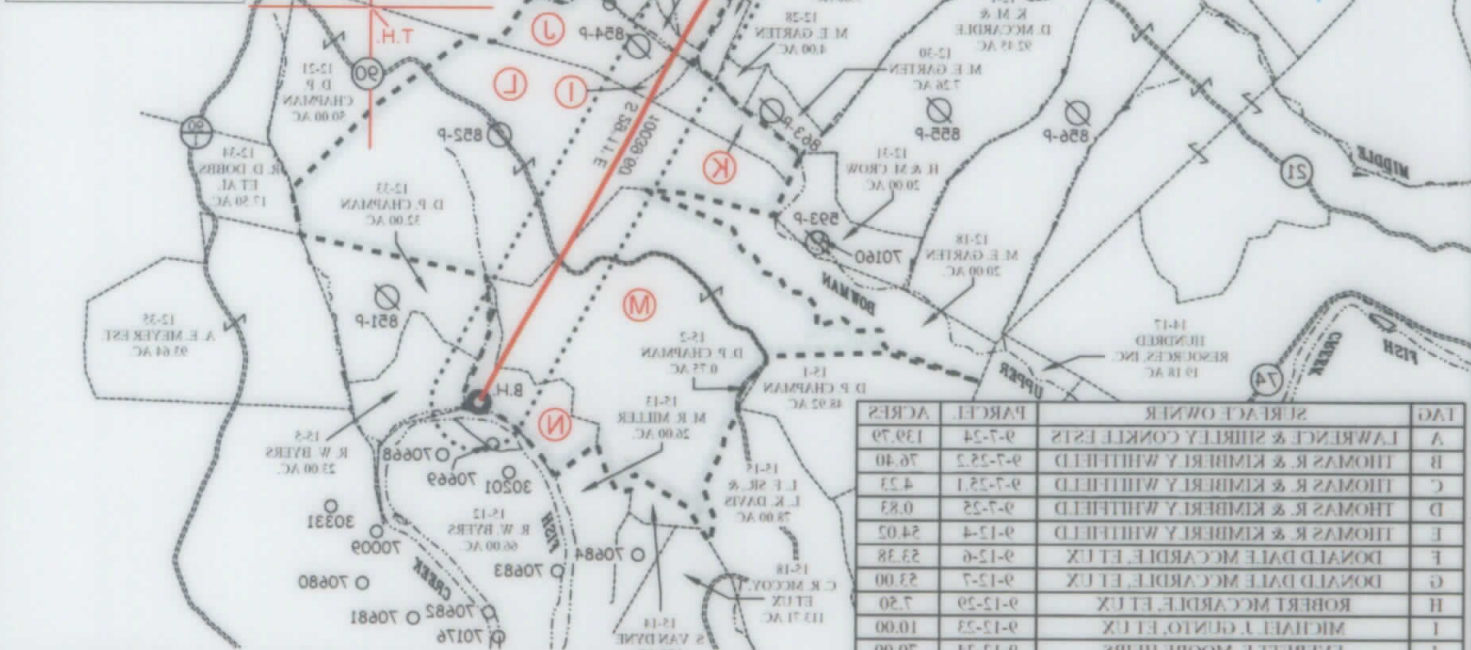 T.H.
90
12-21
D. P.
CHAPMAN
50.00 AC
J
854-P
L
I
12-28
M. E. GARTEN
4.00 AC
K. M. &
D. MCCARDLE
92.45 AC
12-30
M. E. GARTEN
7.26 AC
863-P
855-P
856-P
21
MIDDLE
90
1
852-P
S 29°11' E
10039.60
K
12-31
H. & M. CROW
20.00 AC
12-34
R. D. DOBBS
ET AL
17.50 AC
12-33
D. P. CHAPMAN
32.00 AC
593-P
70160
12-18
M. E. GARTEN
20.00 AC
BOWMAN
12-35
A. E. MEYER EST.
93.64 AC
851-P
M
15-2
D. P. CHAPMAN
0.75 AC
15-1
D. P. CHAPMAN
48.92 AC
14-17
HUNDRED
RESOURCES, INC.
19.18 AC
UPPER
FISH
CREEK
74
B.H.
N
15-13
M. R. MILLER
26.00 AC
15-5
R. W. BYERS
23.00 AC
70668
70669
30201
15-12
R. W. BYERS
66.00 AC
FISH
15-15
L. F. SR. &
L. K. DAVIS
78.00 AC
30331
70009
70680
CREEK
70683
70684
70681
70682
70176
15-18
C. R. MCCOY,
ET UX
113.71 AC
15-14
S. VAN DYNE
TAG SURFACE OWNER PARCEL ACRES
A LAWRENCE & SHIRLEY CONKLE ESTS 9-7-24 139.79
B THOMAS R. & KIMBERLY WHITFIELD 9-7-25.2 76.40
C THOMAS R. & KIMBERLY WHITFIELD 9-7-25.1 4.23
D THOMAS R. & KIMBERLY WHITFIELD 9-7-25 0.83
E THOMAS R. & KIMBERLY WHITFIELD 9-12-4 54.02
F DONALD DALE MCCARDLE, ET UX 9-12-6 53.38
G DONALD DALE MCCARDLE, ET UX 9-12-7 53.00
H ROBERT MCCARDLE, ET UX 9-12-29 7.50
I MICHAEL J. GUNTO, ET UX 9-12-23 10.00